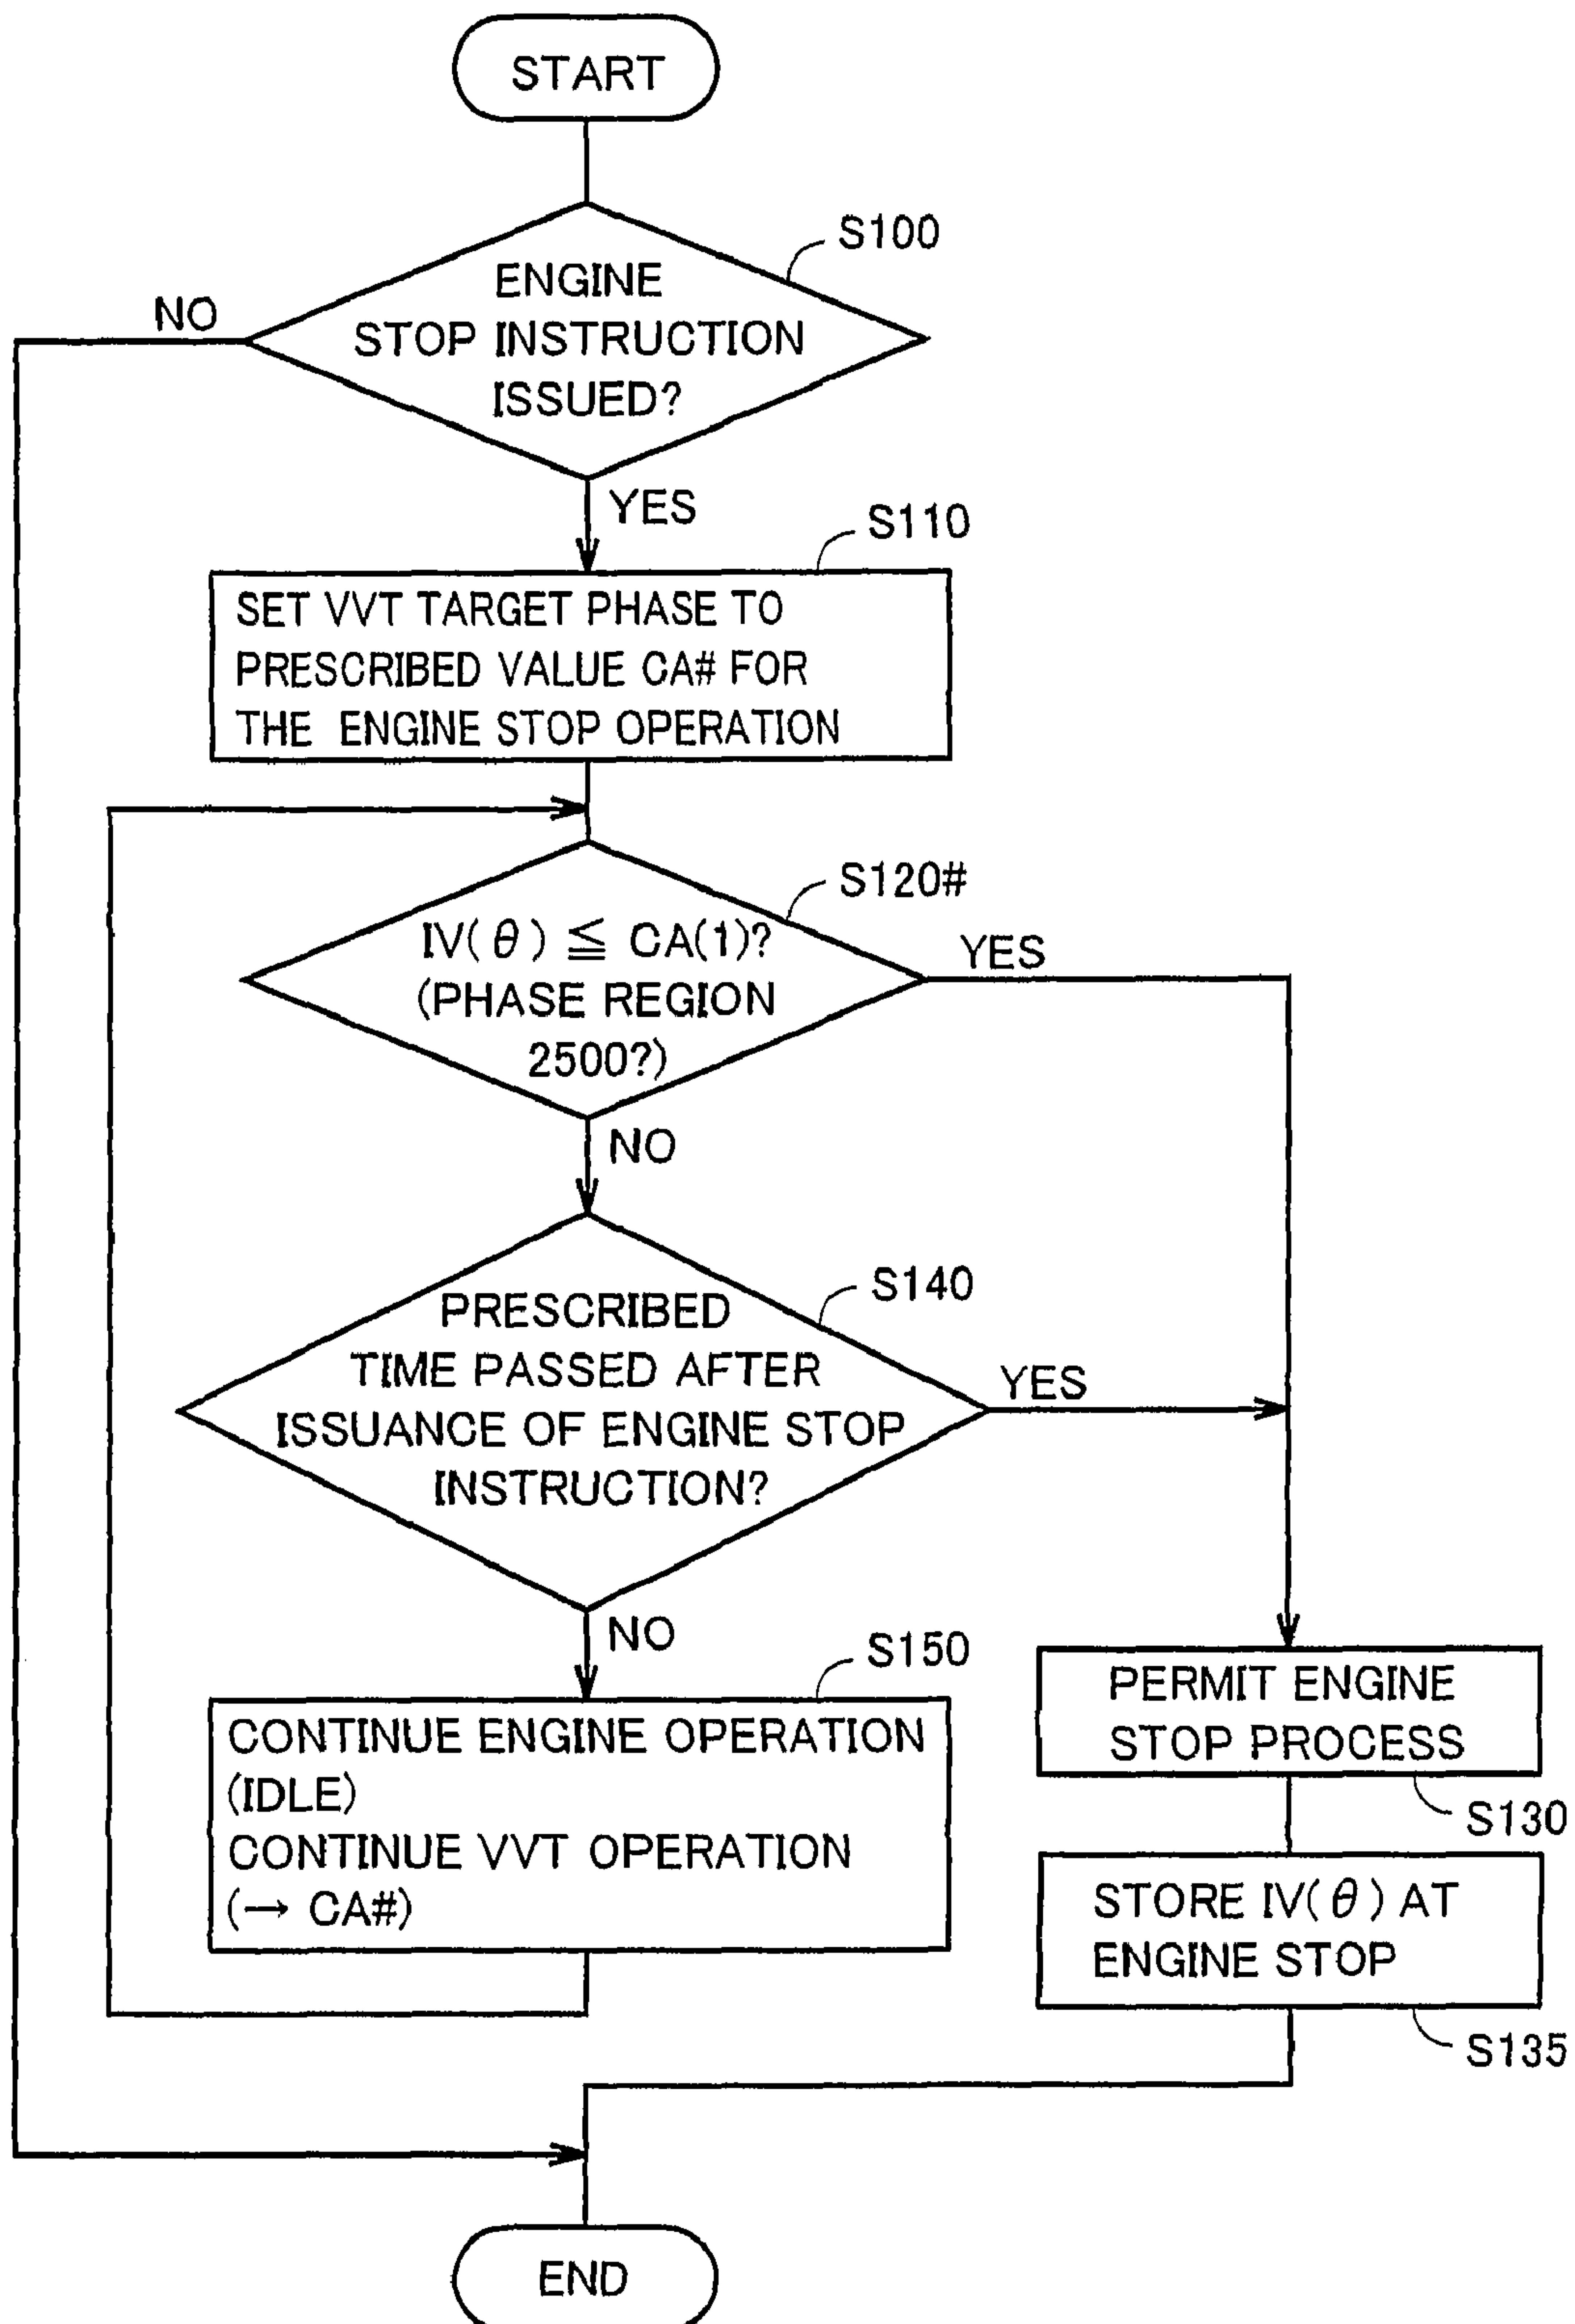 START
S100
ENGINE
STOP INSTRUCTION
ISSUED?
NO
YES
S110
SET VVT TARGET PHASE TO
PRESCRIBED VALUE CA# FOR
THE ENGINE STOP OPERATION
S120#
IV(θ) ≦ CA(1)?
(PHASE REGION
2500?)
YES
NO
S140
PRESCRIBED
TIME PASSED AFTER
ISSUANCE OF ENGINE STOP
INSTRUCTION?
YES
NO
S150
CONTINUE ENGINE OPERATION
(IDLE)
CONTINUE VVT OPERATION
(→ CA#)
PERMIT ENGINE
STOP PROCESS
S130
STORE IV(θ) AT
ENGINE STOP
S135
END